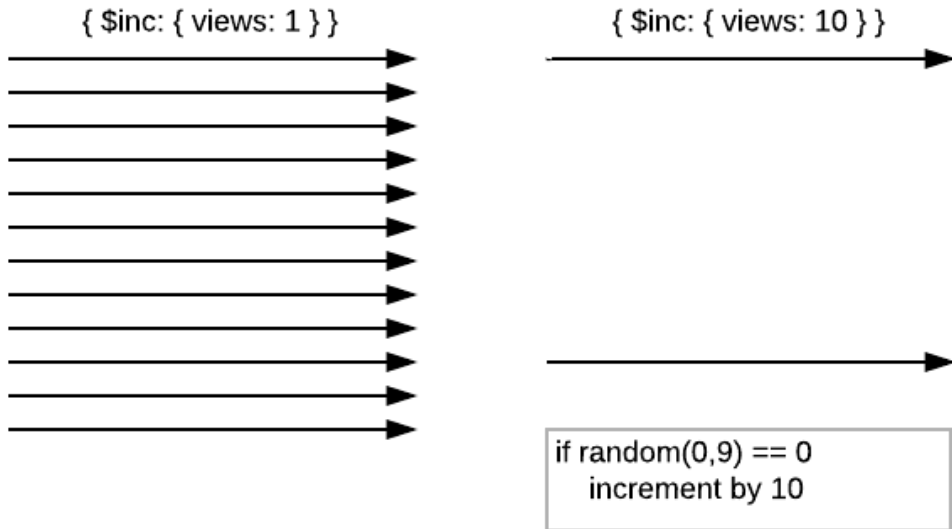 { $inc: { views: 1 } }
{ $inc: { views: 10 } }
if random(0,9) == 0
increment by 10